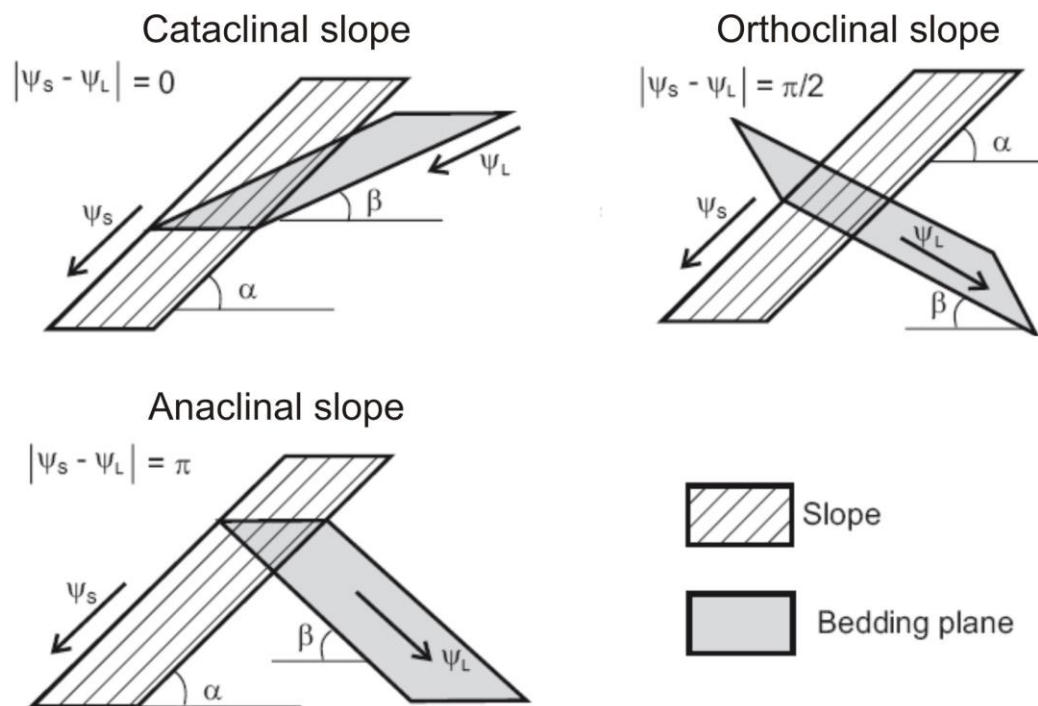 Cataclinal slope
|ψS - ψL| = 0
ψL
ψS
β
α
Orthoclinal slope
|ψS - ψL| = π/2
α
ψS
ψL
β
Anaclinal slope
|ψS - ψL| = π
ψS
β
ψL
α
Slope
Bedding plane